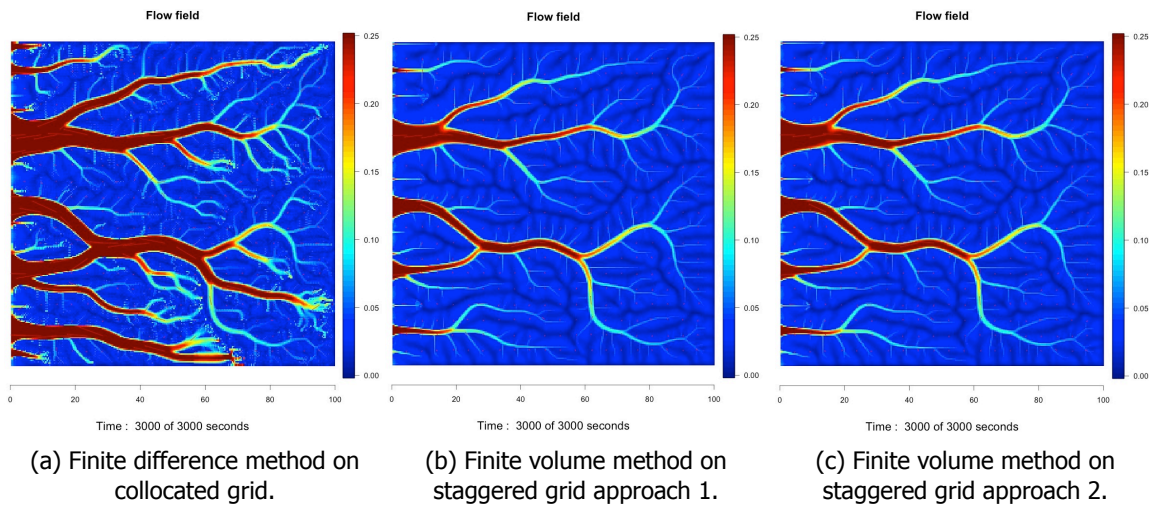 Flow field
0.25
0.20
0.15
0.10
0.05
0.00
0 20 40 60 80 100
Time : 3000 of 3000 seconds
(a) Finite difference method on
collocated grid.
Flow field
0.25
0.20
0.15
0.10
0.05
0.00
0 20 40 60 80 100
Time : 3000 of 3000 seconds
(b) Finite volume method on
staggered grid approach 1.
Flow field
0.25
0.20
0.15
0.10
0.05
0.00
0 20 40 60 80 100
Time : 3000 of 3000 seconds
(c) Finite volume method on
staggered grid approach 2.